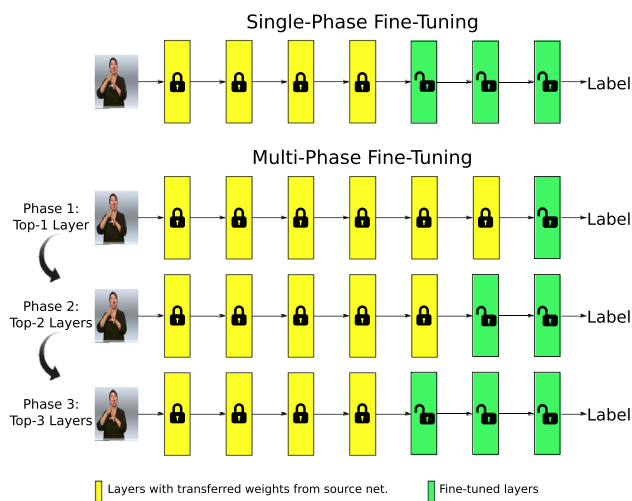 Single-Phase Fine-Tuning
Label
Multi-Phase Fine-Tuning
Phase 1:
Top-1 Layer
Label
Phase 2:
Top-2 Layers
Label
Phase 3:
Top-3 Layers
Label
Layers with transferred weights from source net.
Fine-tuned layers